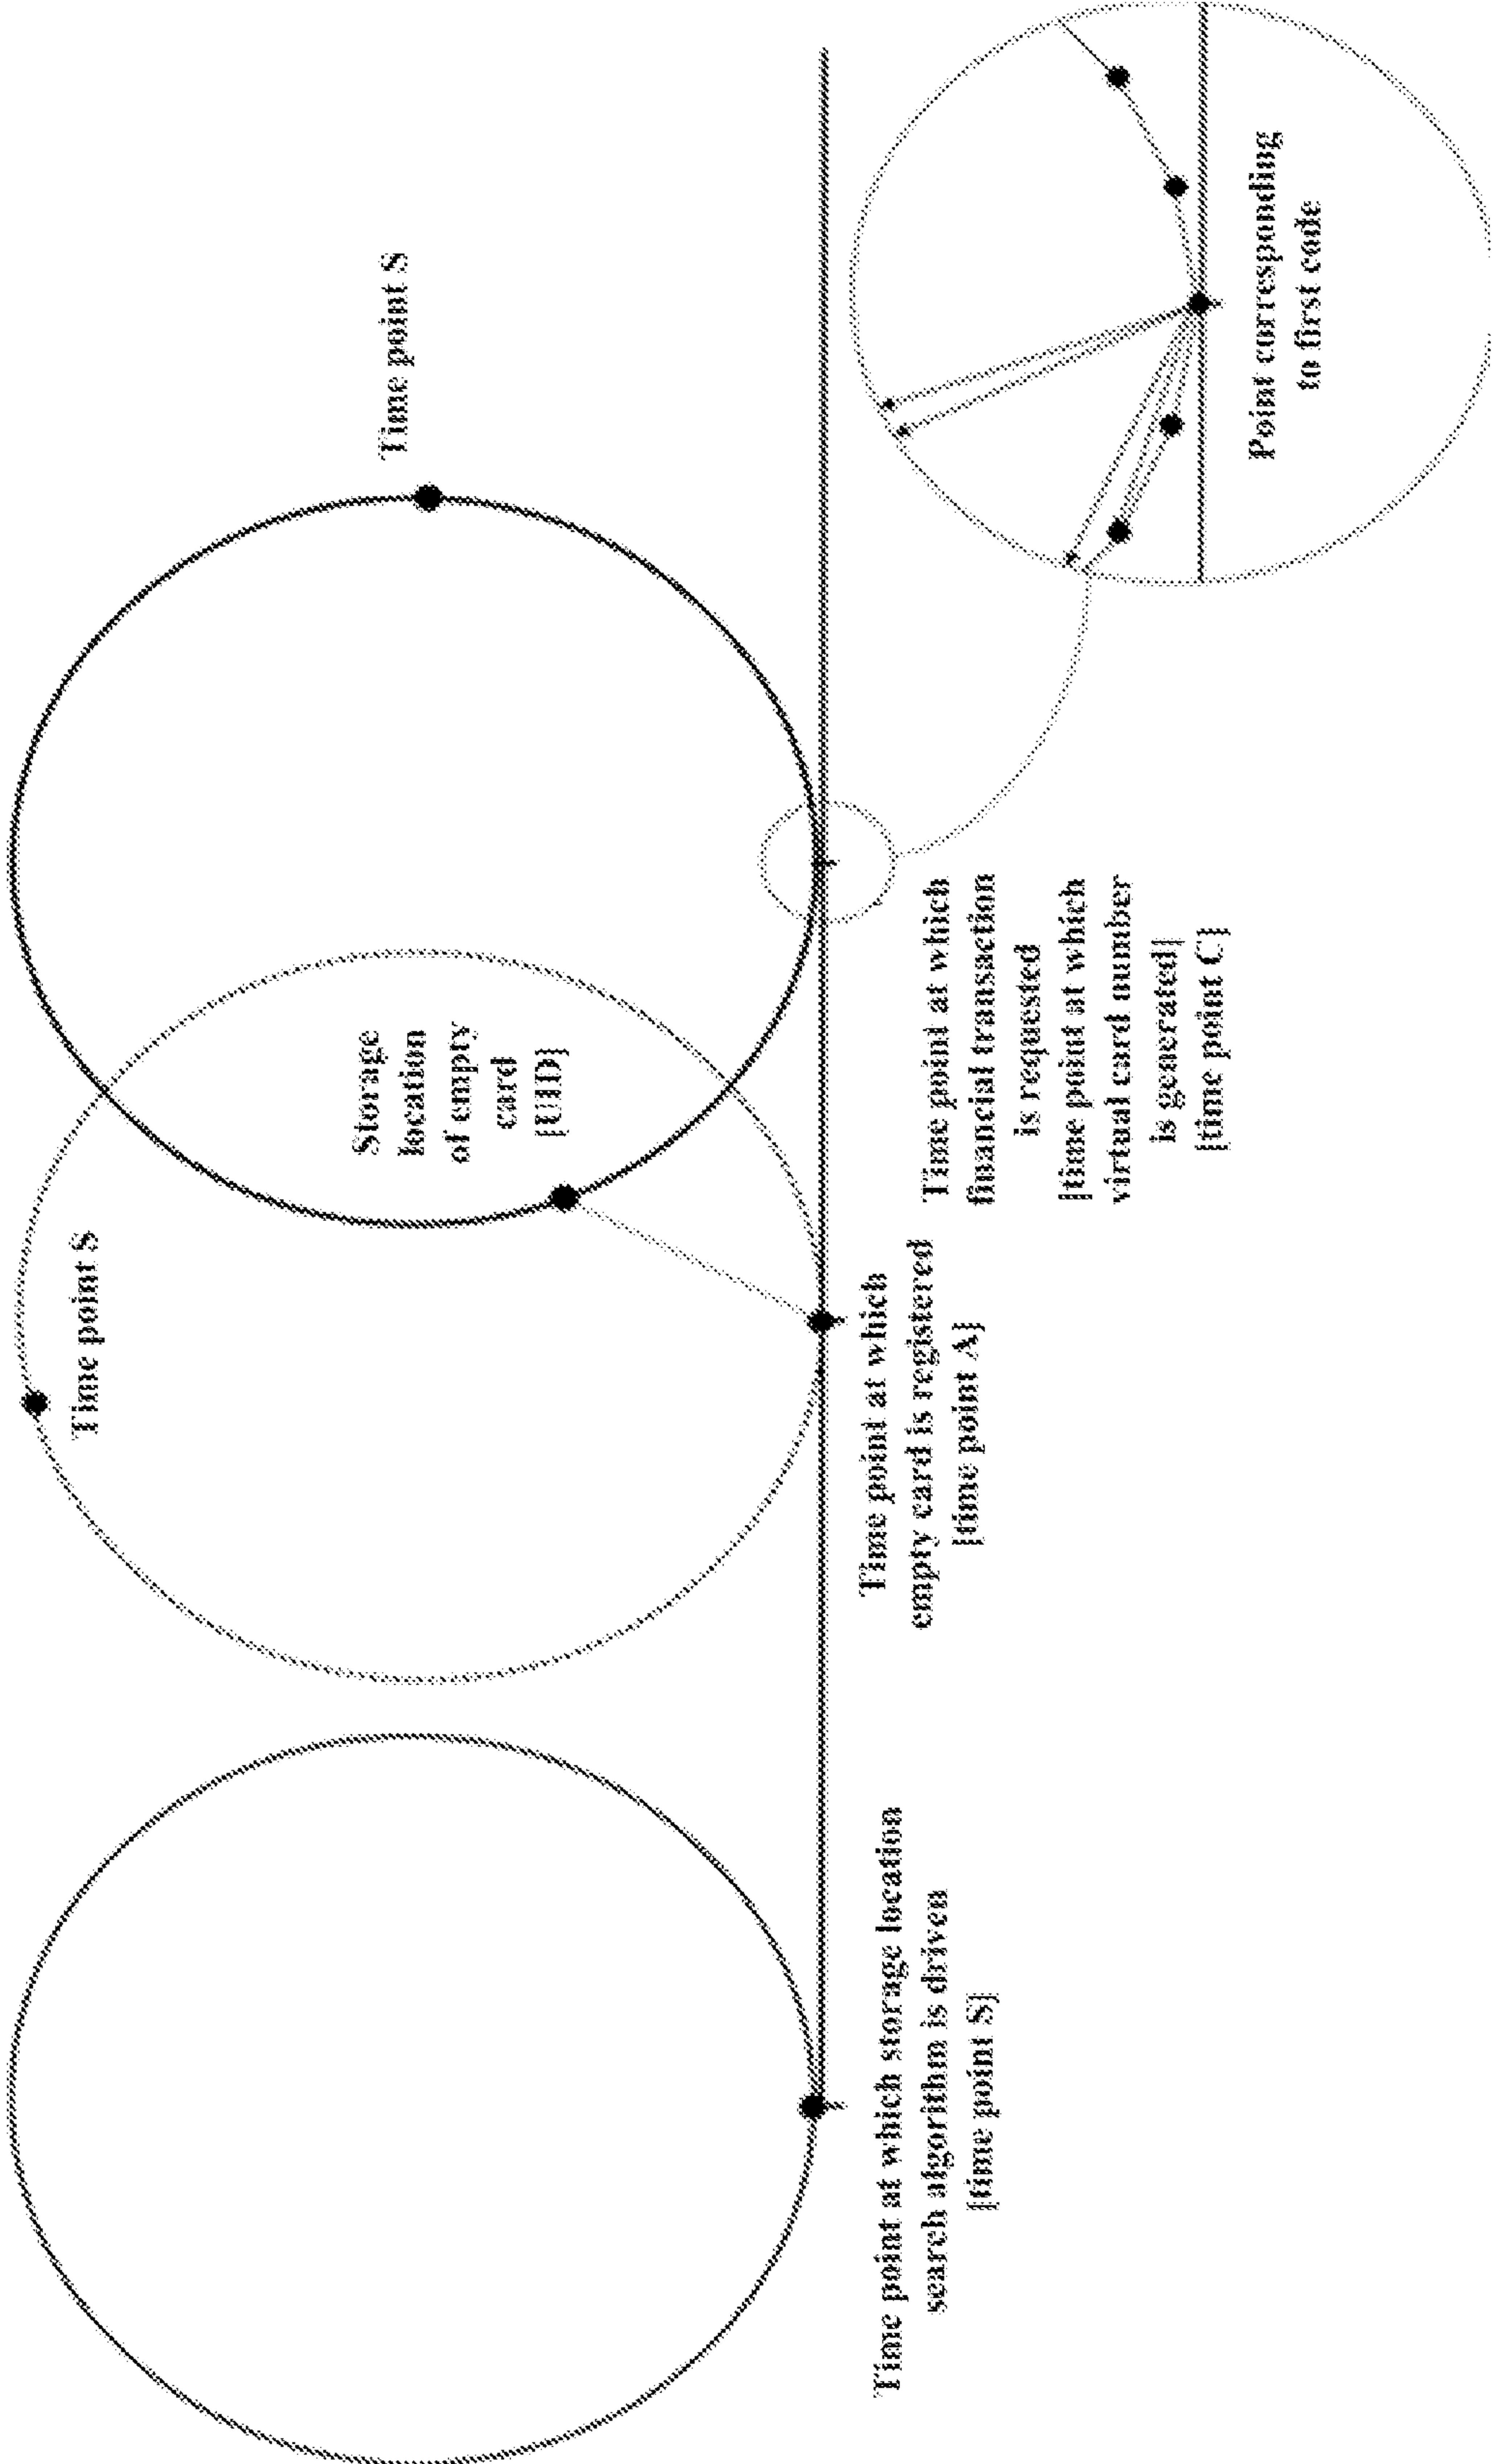 Time point S
Time point S
Storage
location
of empty
card
[UID]
Time point at which storage location
search algorithm is driven
[time point S]
Time point at which
empty card is registered
[time point A]
Time point at which
financial transaction
is requested
[time point at which
virtual card number
is generated]
[time point C]
Point corresponding
to first code